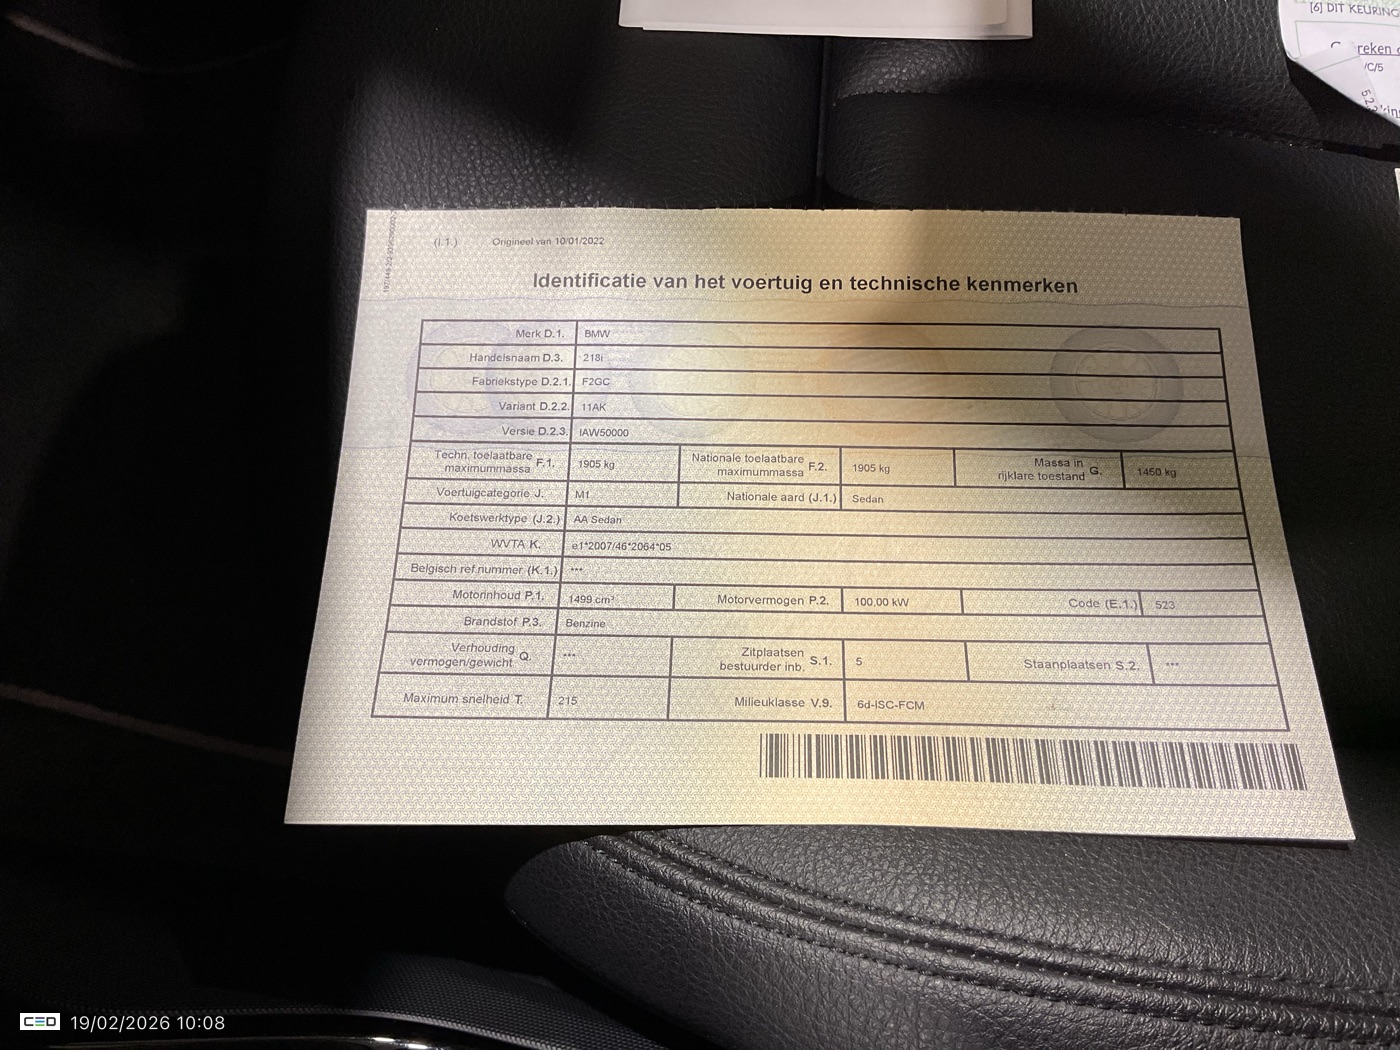 [6] DIT KEURING
reken
/C/5
(I.1.) Origineel van 10/01/2022
Identificatie van het voertuig en technische kenmerken
Merk D.1. BMW
Handelsnaam D.3. 218i
Fabriekstype D.2.1. F2GC
Variant D.2.2. 11AK
Versie D.2.3. IAW50000
Techn. toelaatbare maximummassa F.1. 1905 kg Nationale toelaatbare maximummassa F.2. 1905 kg Massa in rijklare toestand G. 1450 kg
Voertuigcategorie J. M1 Nationale aard (J.1.) Sedan
Koetswerktype (J.2.) AA Sedan
WVTA K. e1*2007/46*2064*05
Belgisch ref.nummer (K.1.) ***
Motorinhoud P.1. 1499 cm³ Motorvermogen P.2. 100,00 kW Code (E.1.) 523
Brandstof P.3. Benzine
Verhouding vermogen/gewicht Q. *** Zitplaatsen bestuurder inb. S.1. 5 Staanplaatsen S.2. ***
Maximum snelheid T. 215 Milieuklasse V.9. 6d-ISC-FCM
CED 19/02/2026 10:08